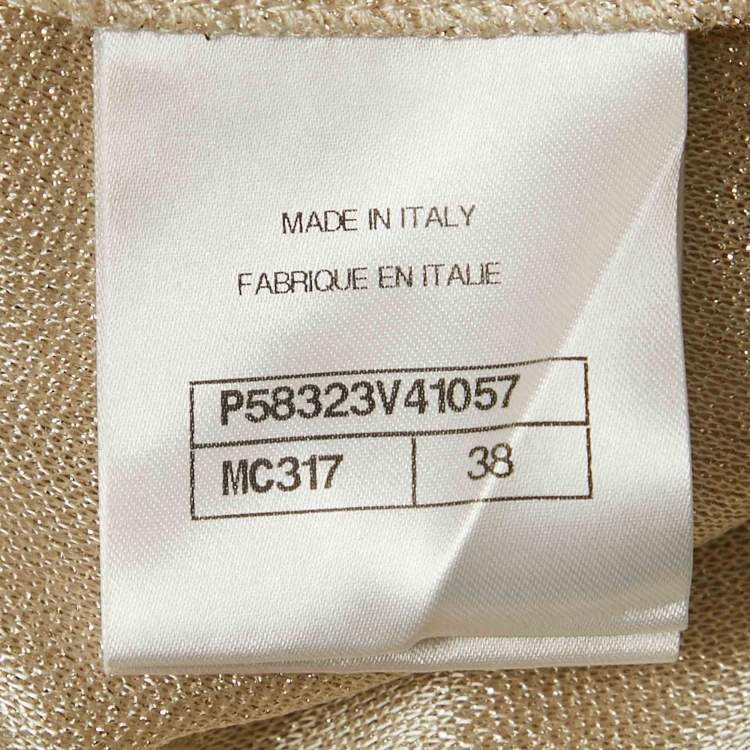 MADE IN ITALY
FABRIQUE EN ITALIE
P58323V41057
MC317 38